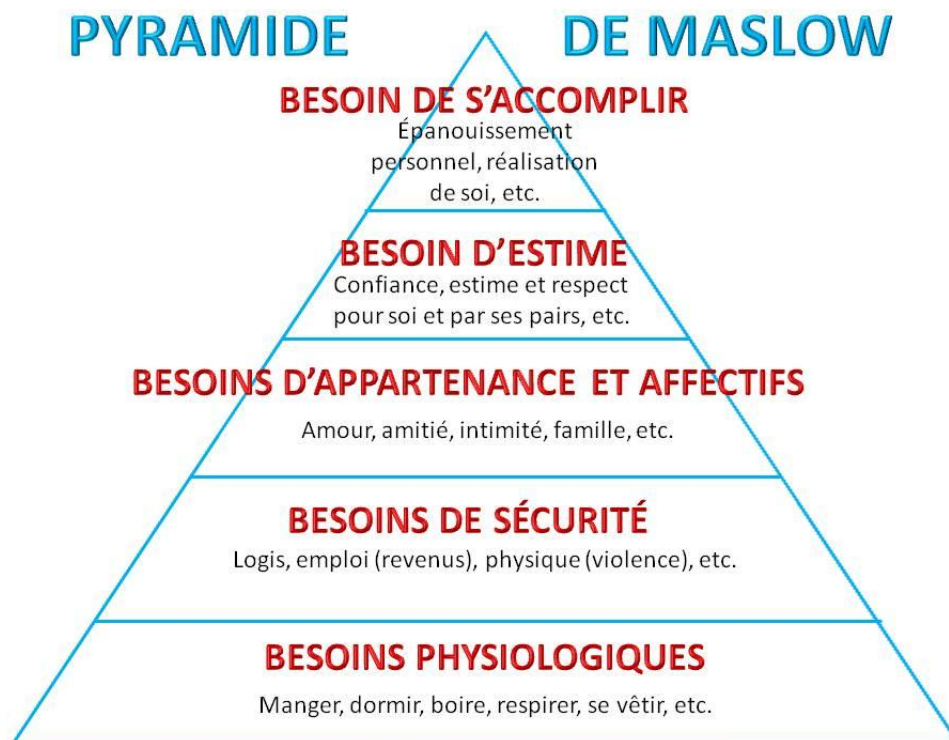 PYRAMIDE DE MASLOW
BESOIN DE S’ACCOMPLIR
Épanouissement
personnel, réalisation
de soi, etc.
BESOIN D’ESTIME
Confiance, estime et respect
pour soi et par ses pairs, etc.
BESOINS D’APPARTENANCE ET AFFECTIFS
Amour, amitié, intimité, famille, etc.
BESOINS DE SÉCURITÉ
Logis, emploi (revenus), physique (violence), etc.
BESOINS PHYSIOLOGIQUES
Manger, dormir, boire, respirer, se vêtir, etc.